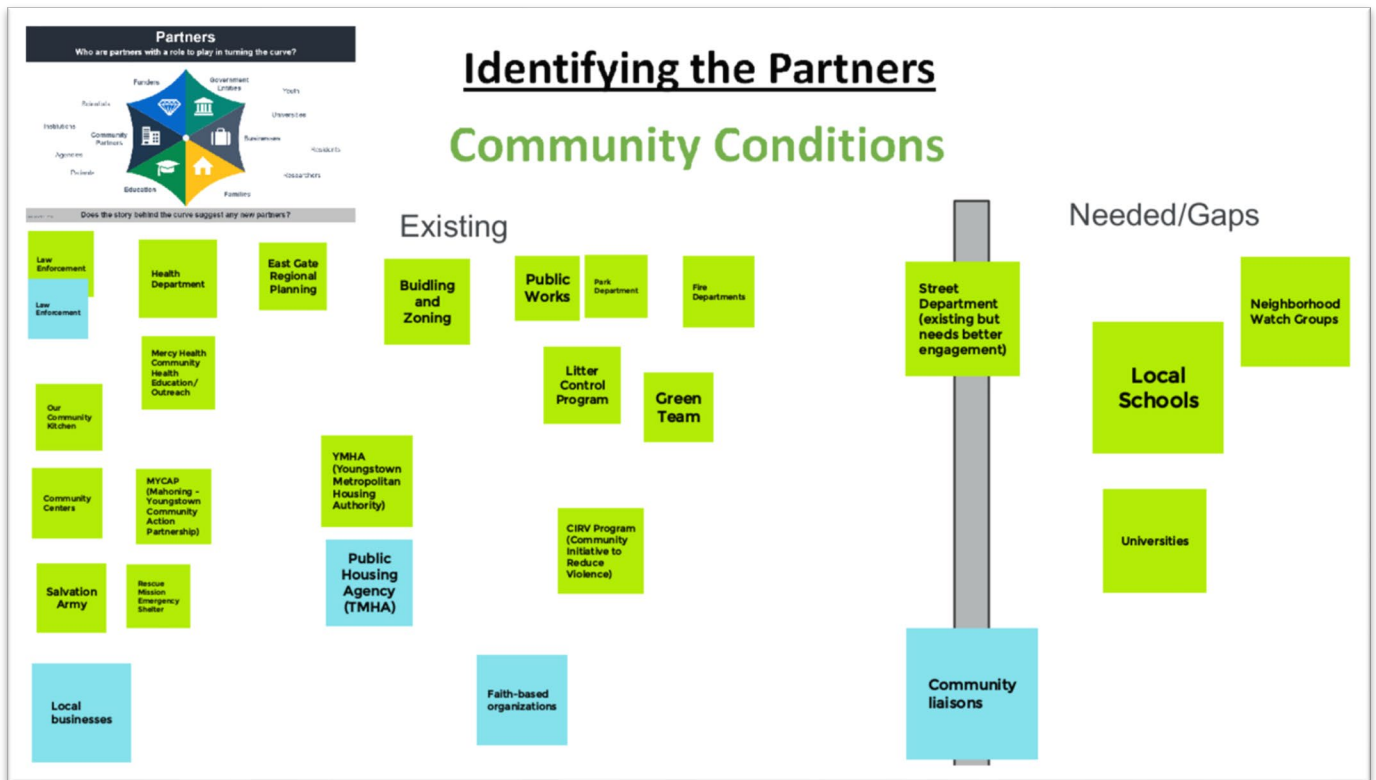 Partners
Who are partners with a role to play in turning the curve?
Funders
Government
Entities
Youth
Scientists
Universities
Institutions
Community
Partners
Businesses
Residents
Agencies
Patients
Researchers
Education
Families
Does the story behind the curve suggest any new partners?
Identifying the Partners
Community Conditions
Existing
Needed/Gaps
Law
Enforcement
Law
Enforcement
Health
Department
East Gate
Regional
Planning
Buidling
and
Zoning
Public
Works
Park
Department
Fire
Departments
Street
Department
(existing but
needs better
engagement)
Local
Schools
Neighborhood
Watch Groups
Mercy Health
Community
Health
Education/
Outreach
Litter
Control
Program
Green
Team
Our
Community
Kitchen
YMHA
(Youngstown
Metropolitan
Housing
Authority)
Community
Centers
MYCAP
(Mahoning -
Youngstown
Community
Action
Partnership)
CIRV Program
(Community
Initiative to
Reduce
Violence)
Universities
Public
Housing
Agency
(TMHA)
Salvation
Army
Rescue
Mission
Emergency
Shelter
Local
businesses
Faith-based
organizations
Community
liaisons